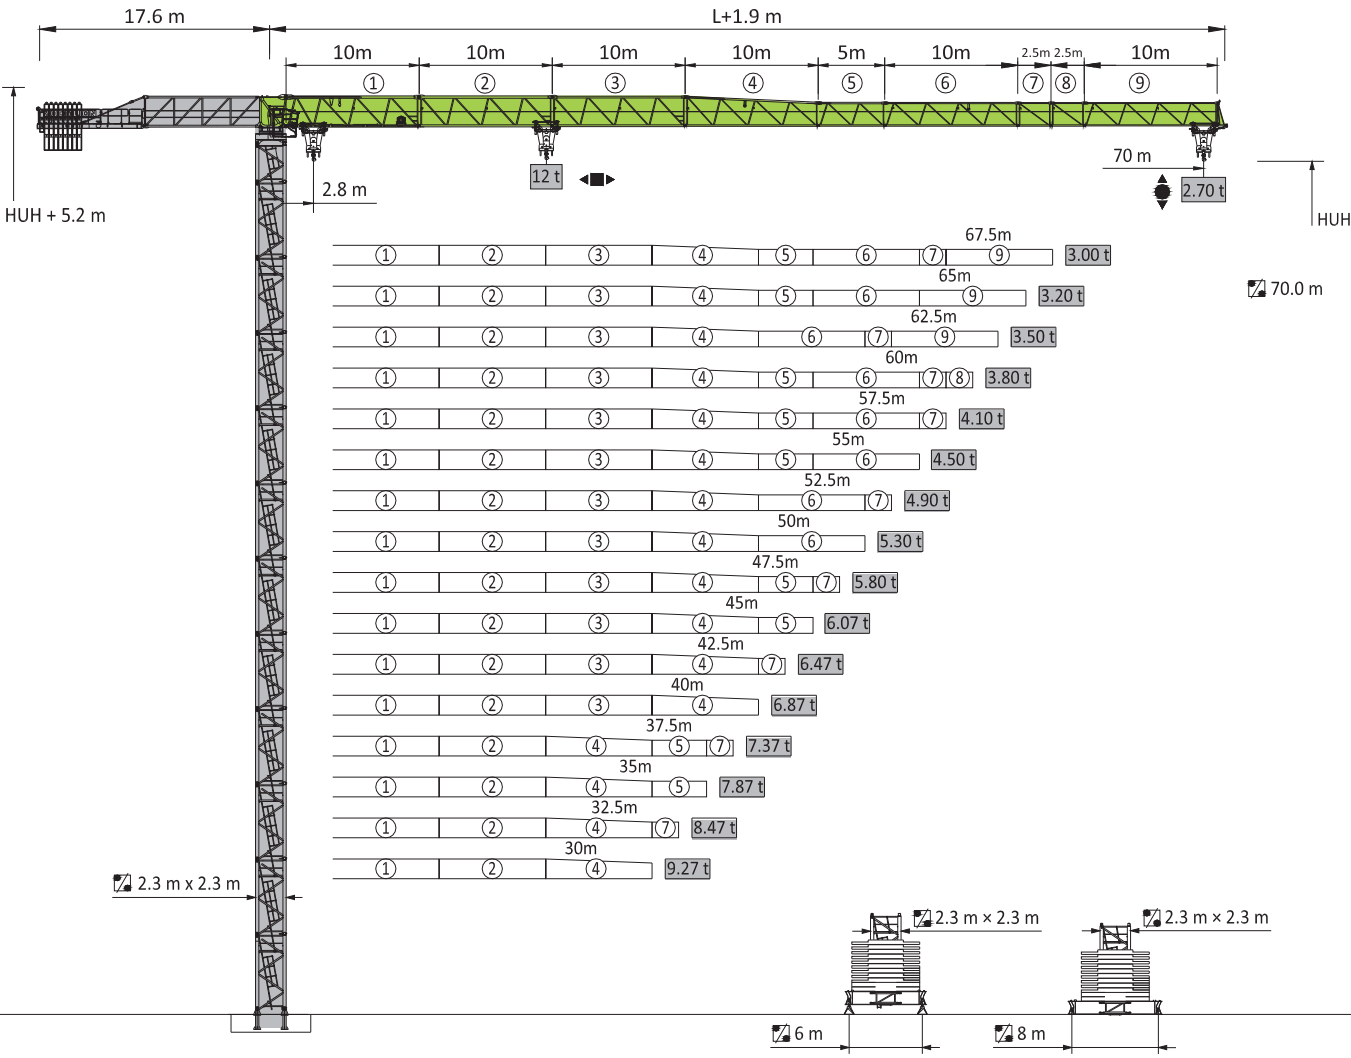 17.6 m
L+1.9 m
10m 10m 10m 10m 5m 10m 2.5m 2.5m 10m
1 2 3 4 5 6 7 8 9
12 t
70 m
2.70 t
2.8 m
HUH + 5.2 m
HUH
67.5m
1 2 3 4 5 6 7 9 3.00 t
65m
1 2 3 4 5 6 9 3.20 t
70.0 m
62.5m
1 2 3 4 6 7 9 3.50 t
60m
1 2 3 4 5 6 7 8 3.80 t
57.5m
1 2 3 4 5 6 7 4.10 t
55m
1 2 3 4 5 6 4.50 t
52.5m
1 2 3 4 6 7 4.90 t
50m
1 2 3 4 6 5.30 t
47.5m
1 2 3 4 5 7 5.80 t
45m
1 2 3 4 5 6.07 t
42.5m
1 2 3 4 7 6.47 t
40m
1 2 3 4 6.87 t
37.5m
1 2 4 5 7 7.37 t
35m
1 2 4 5 7.87 t
32.5m
1 2 4 7 8.47 t
30m
1 2 4 9.27 t
2.3 m x 2.3 m
2.3 m × 2.3 m
2.3 m × 2.3 m
6 m
8 m